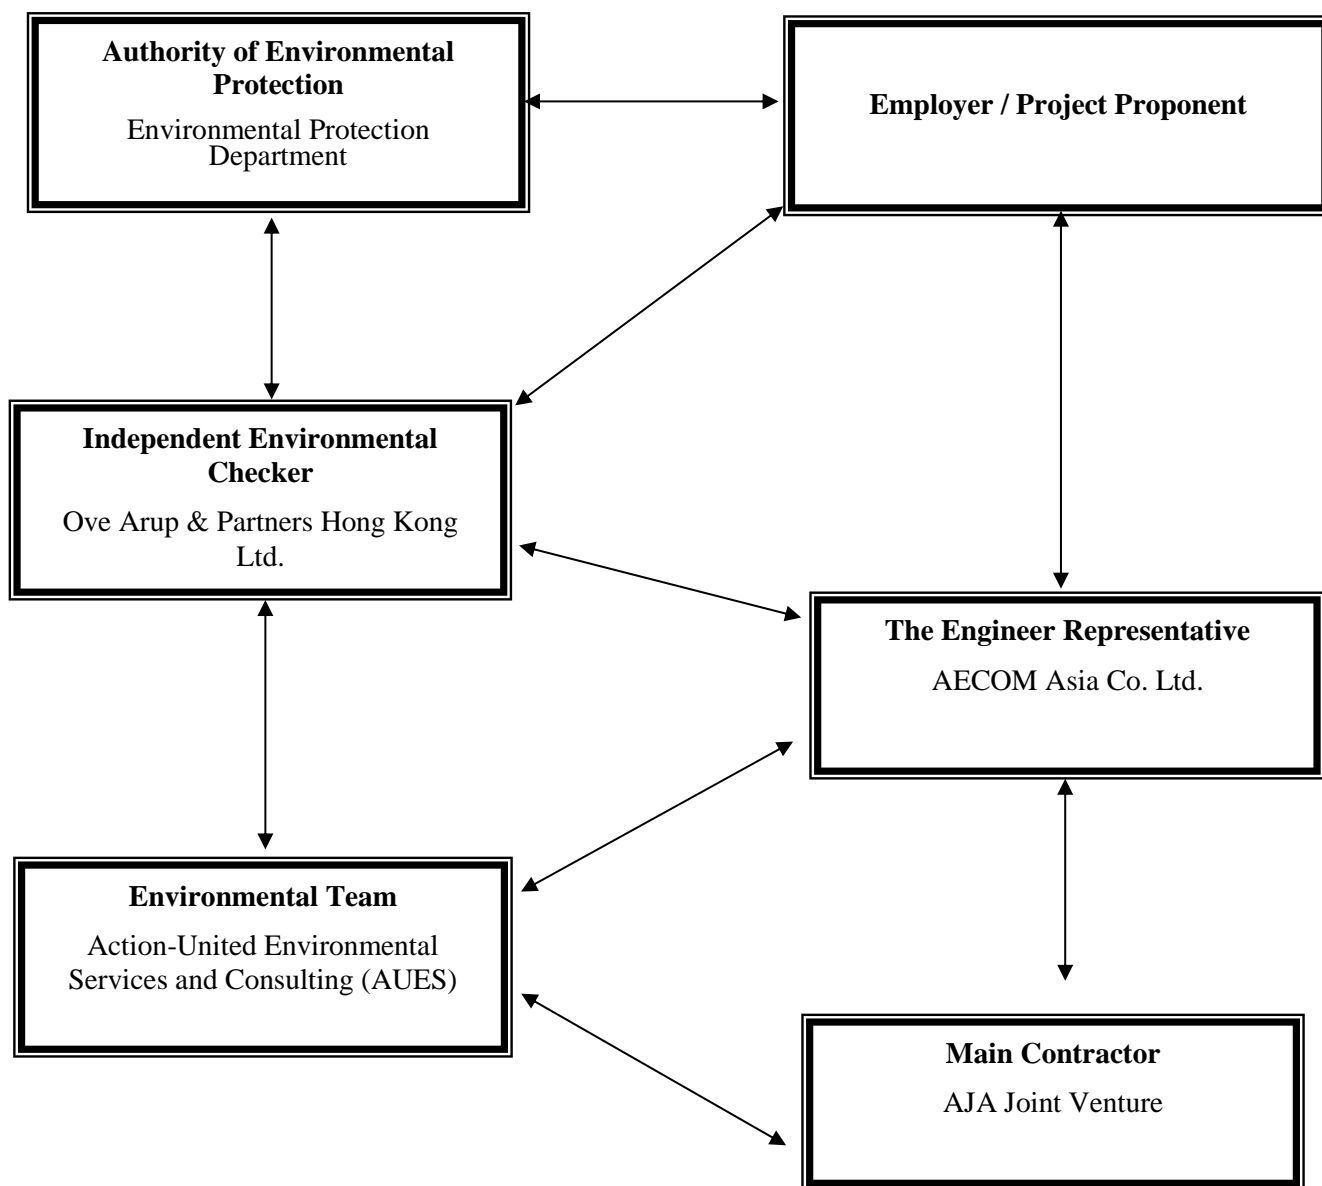 Authority of Environmental
Protection
Environmental Protection
Department
Employer / Project Proponent
Independent Environmental
Checker
Ove Arup & Partners Hong Kong
Ltd.
The Engineer Representative
AECOM Asia Co. Ltd.
Environmental Team
Action-United Environmental
Services and Consulting (AUES)
Main Contractor
AJA Joint Venture